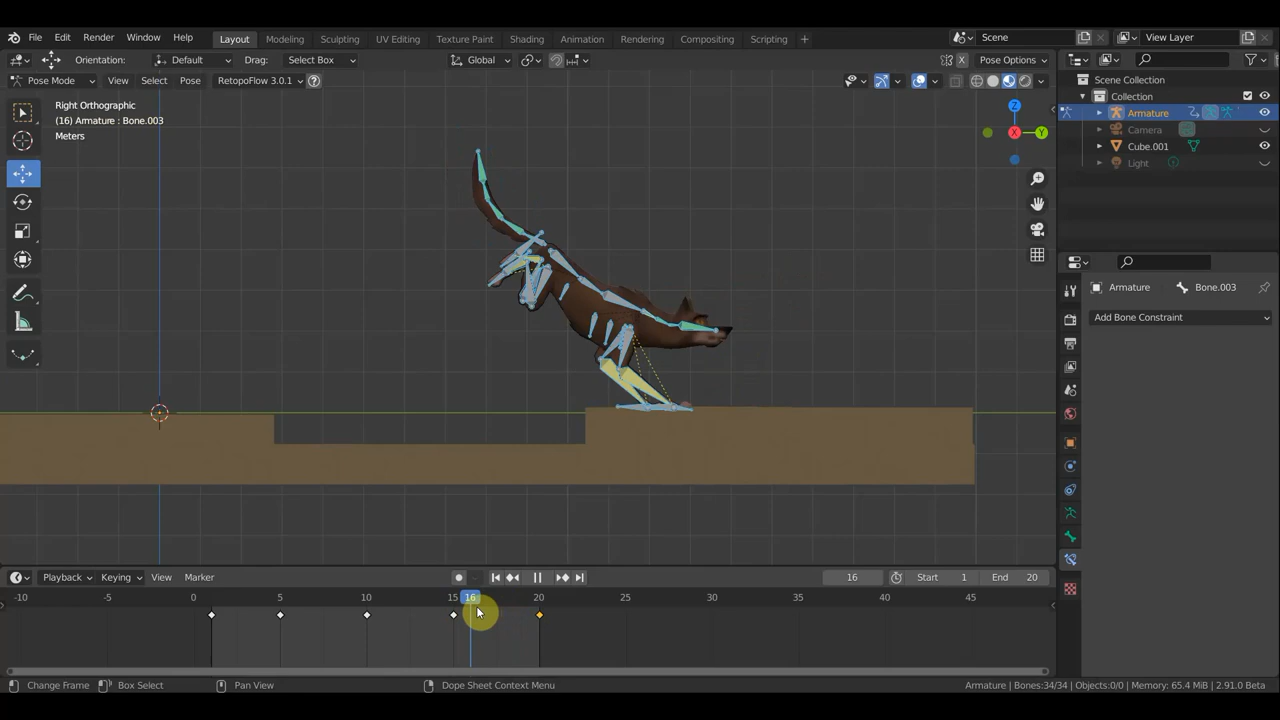 File Edit Render Window Help Layout Modeling Sculpting UV Editing Texture Paint Shading Animation Rendering Compositing Scripting + Scene View Layer
Orientation: Default Drag: Select Box Global X Pose Options
Pose Mode View Select Pose RetopoFlow 3.0.1 ?
Scene Collection
Collection
Armature
Camera
Cube.001
Light
Right Orthographic
(16) Armature : Bone.003
Meters
Z
X
Y
Armature Bone.003
Add Bone Constraint
Playback Keying View Marker 16 Start 1 End 20
-10 -5 0 5 10 15 16 20 25 30 35 40 45
Change Frame Box Select Pan View Dope Sheet Context Menu Armature | Bones:34/34 | Objects:0/0 | Memory: 65.4 MiB | 2.91.0 Beta